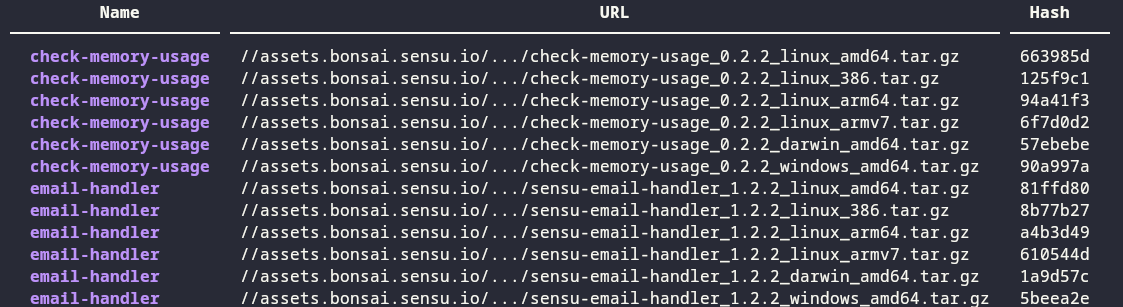 Name URL Hash
check-memory-usage //assets.bonsai.sensu.io/.../check-memory-usage_0.2.2_linux_amd64.tar.gz 663985d
check-memory-usage //assets.bonsai.sensu.io/.../check-memory-usage_0.2.2_linux_386.tar.gz 125f9c1
check-memory-usage //assets.bonsai.sensu.io/.../check-memory-usage_0.2.2_linux_arm64.tar.gz 94a41f3
check-memory-usage //assets.bonsai.sensu.io/.../check-memory-usage_0.2.2_linux_armv7.tar.gz 6f7d0d2
check-memory-usage //assets.bonsai.sensu.io/.../check-memory-usage_0.2.2_darwin_amd64.tar.gz 57ebebe
check-memory-usage //assets.bonsai.sensu.io/.../check-memory-usage_0.2.2_windows_amd64.tar.gz 90a997a
email-handler //assets.bonsai.sensu.io/.../sensu-email-handler_1.2.2_linux_amd64.tar.gz 81ffd80
email-handler //assets.bonsai.sensu.io/.../sensu-email-handler_1.2.2_linux_386.tar.gz 8b77b27
email-handler //assets.bonsai.sensu.io/.../sensu-email-handler_1.2.2_linux_arm64.tar.gz a4b3d49
email-handler //assets.bonsai.sensu.io/.../sensu-email-handler_1.2.2_linux_armv7.tar.gz 610544d
email-handler //assets.bonsai.sensu.io/.../sensu-email-handler_1.2.2_darwin_amd64.tar.gz 1a9d57c
email-handler //assets.bonsai.sensu.io/.../sensu-email-handler_1.2.2_windows_amd64.tar.gz 5beea2e